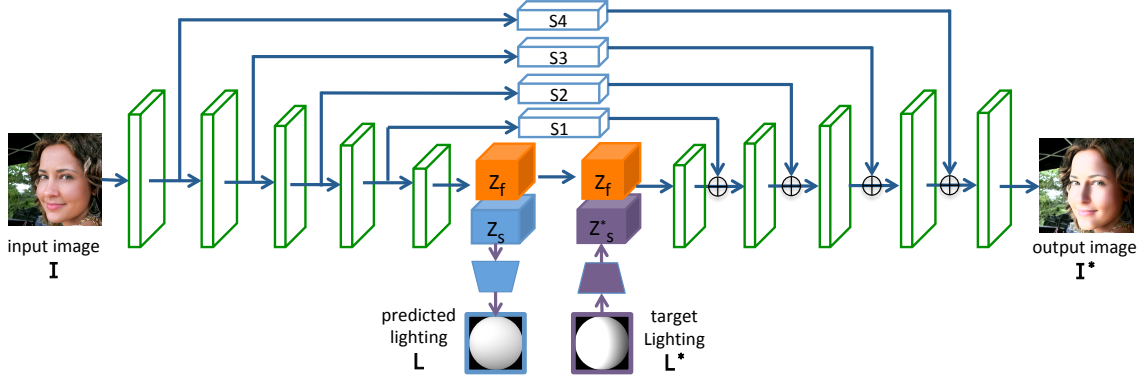 S4
S3
S2
S1
Z_f
Z_f
Z_s
Z*_s
input image
I
output image
I*
predicted
lighting
L
target
Lighting
L*